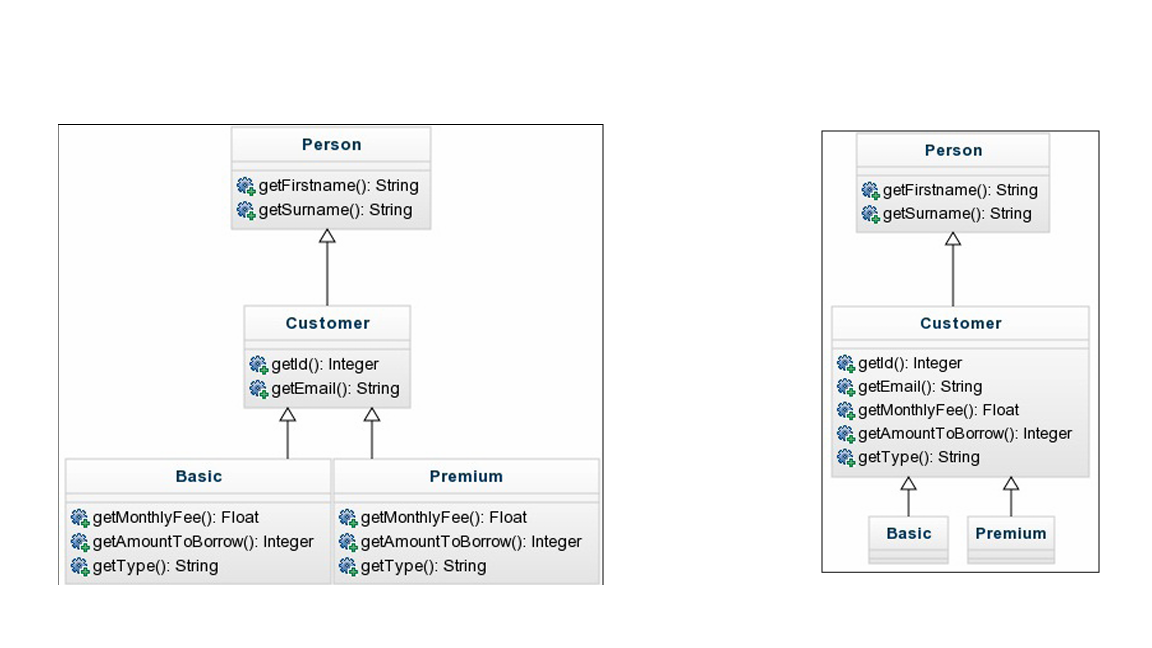 Person
getFirstname(): String
getSurname(): String
Customer
getId(): Integer
getEmail(): String
Basic
getMonthlyFee(): Float
getAmountToBorrow(): Integer
getType(): String
Premium
getMonthlyFee(): Float
getAmountToBorrow(): Integer
getType(): String
Person
getFirstname(): String
getSurname(): String
Customer
getId(): Integer
getEmail(): String
getMonthlyFee(): Float
getAmountToBorrow(): Integer
getType(): String
Basic
Premium